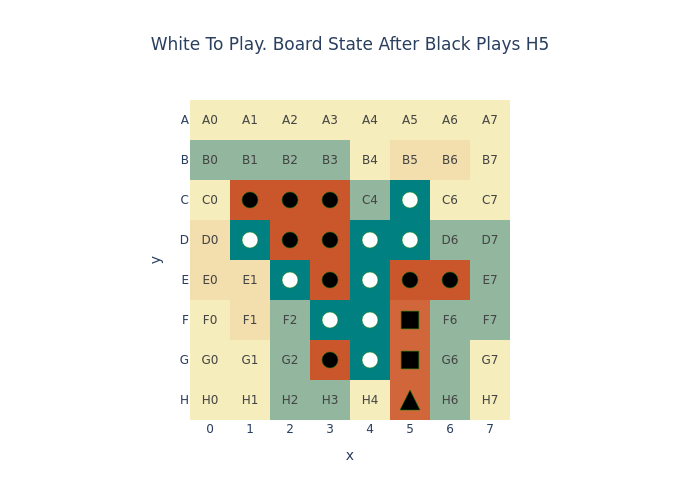 White To Play. Board State After Black Plays H5
A A0 A1 A2 A3 A4 A5 A6 A7
B B0 B1 B2 B3 B4 B5 B6 B7
C C0 C4 C6 C7
D D0 D6 D7
E E0 E1 E7
F F0 F1 F2 F6 F7
G G0 G1 G2 G6 G7
H H0 H1 H2 H3 H4 H6 H7
0 1 2 3 4 5 6 7
x
y